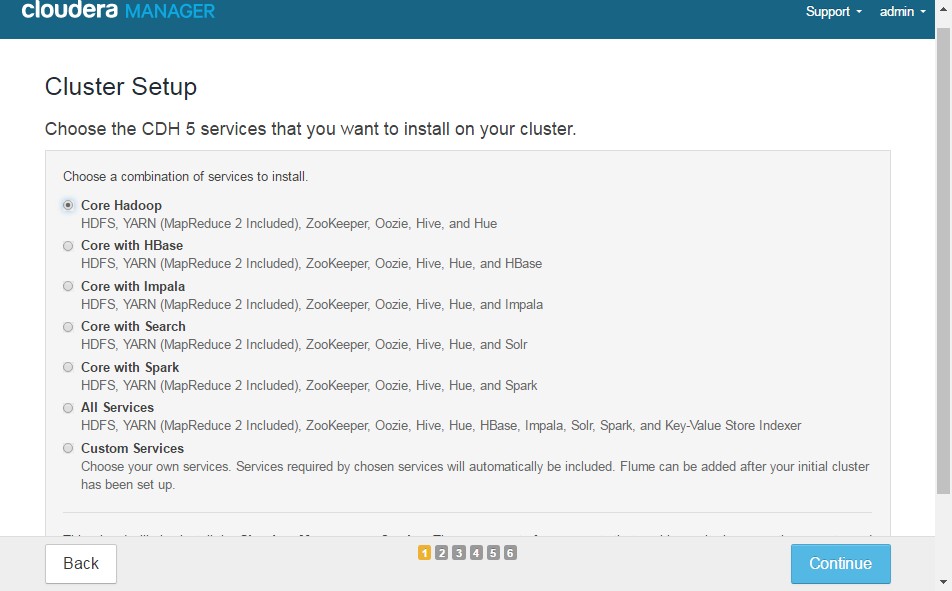 cloudera MANAGER
Support admin
Cluster Setup
Choose the CDH 5 services that you want to install on your cluster.
Choose a combination of services to install.
Core Hadoop
HDFS, YARN (MapReduce 2 Included), ZooKeeper, Oozie, Hive, and Hue
Core with HBase
HDFS, YARN (MapReduce 2 Included), ZooKeeper, Oozie, Hive, Hue, and HBase
Core with Impala
HDFS, YARN (MapReduce 2 Included), ZooKeeper, Oozie, Hive, Hue, and Impala
Core with Search
HDFS, YARN (MapReduce 2 Included), ZooKeeper, Oozie, Hive, Hue, and Solr
Core with Spark
HDFS, YARN (MapReduce 2 Included), ZooKeeper, Oozie, Hive, Hue, and Spark
All Services
HDFS, YARN (MapReduce 2 Included), ZooKeeper, Oozie, Hive, Hue, HBase, Impala, Solr, Spark, and Key-Value Store Indexer
Custom Services
Choose your own services. Services required by chosen services will automatically be included. Flume can be added after your initial cluster
has been set up.
Back 1 2 3 4 5 6 Continue